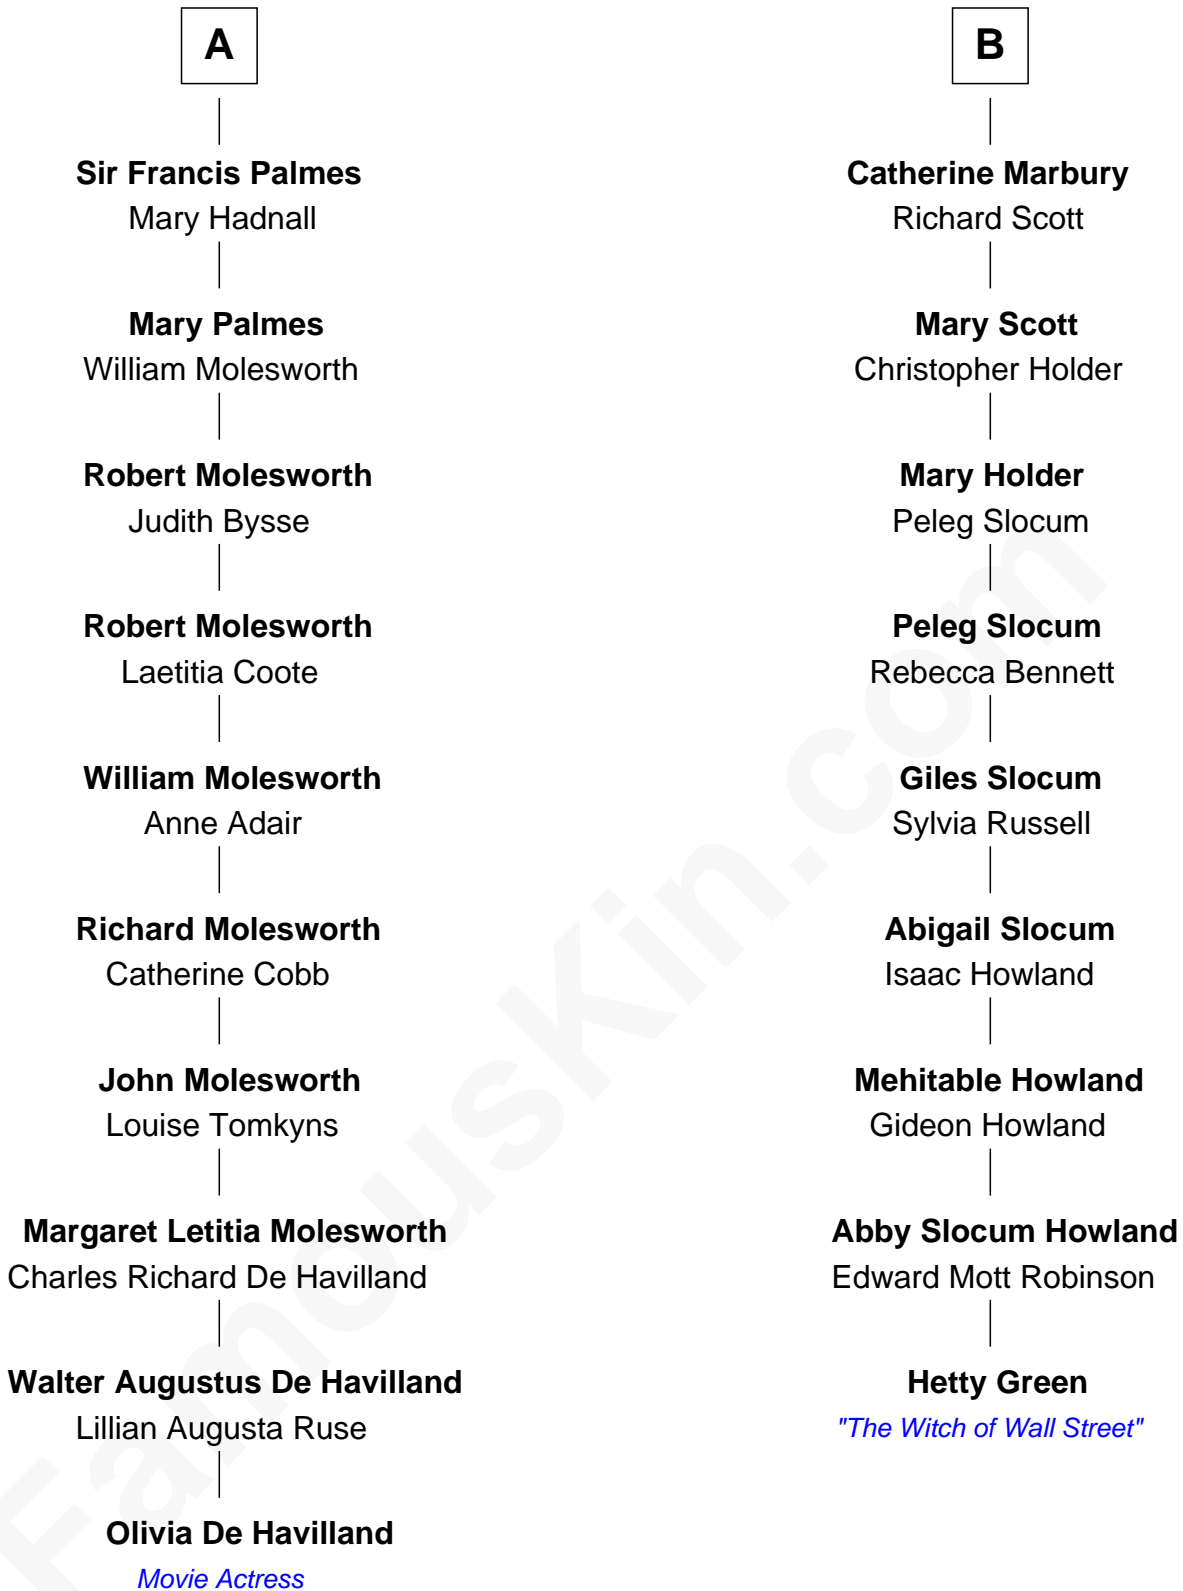 A
Sir Francis Palmes
Mary Hadnall
Mary Palmes
William Molesworth
Robert Molesworth
Judith Bysse
Robert Molesworth
Laetitia Coote
William Molesworth
Anne Adair
Richard Molesworth
Catherine Cobb
John Molesworth
Louise Tomkyns
Margaret Letitia Molesworth
Charles Richard De Havilland
Walter Augustus De Havilland
Lillian Augusta Ruse
Olivia De Havilland
Movie Actress
B
Catherine Marbury
Richard Scott
Mary Scott
Christopher Holder
Mary Holder
Peleg Slocum
Peleg Slocum
Rebecca Bennett
Giles Slocum
Sylvia Russell
Abigail Slocum
Isaac Howland
Mehitable Howland
Gideon Howland
Abby Slocum Howland
Edward Mott Robinson
Hetty Green
"The Witch of Wall Street"
FamousKin.com